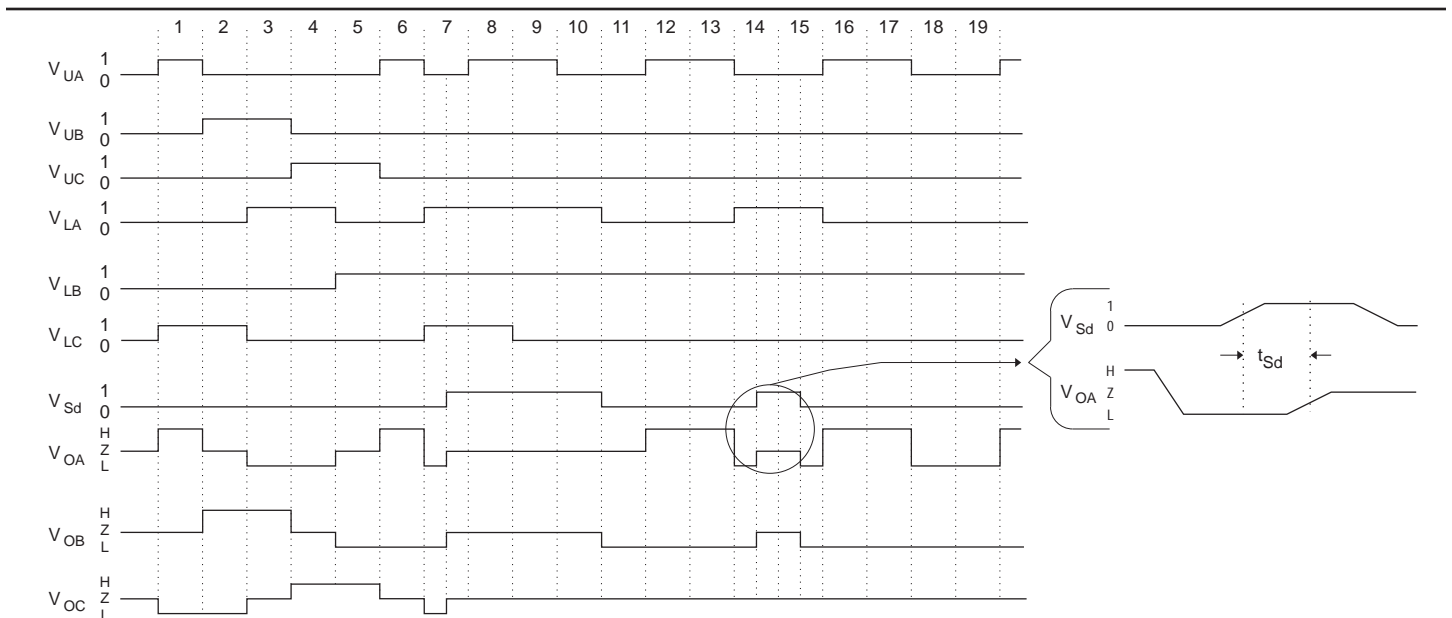 1 2 3 4 5 6 7 8 9 10 11 12 13 14 15 16 17 18 19
V UA 1 0
V UB 1 0
V UC 1 0
V LA 1 0
V LB 1 0
V LC 1 0
V Sd 1 0
V OA H Z L
V OB H Z L
V OC H Z L
V Sd 1 0
t Sd
V OA H Z L